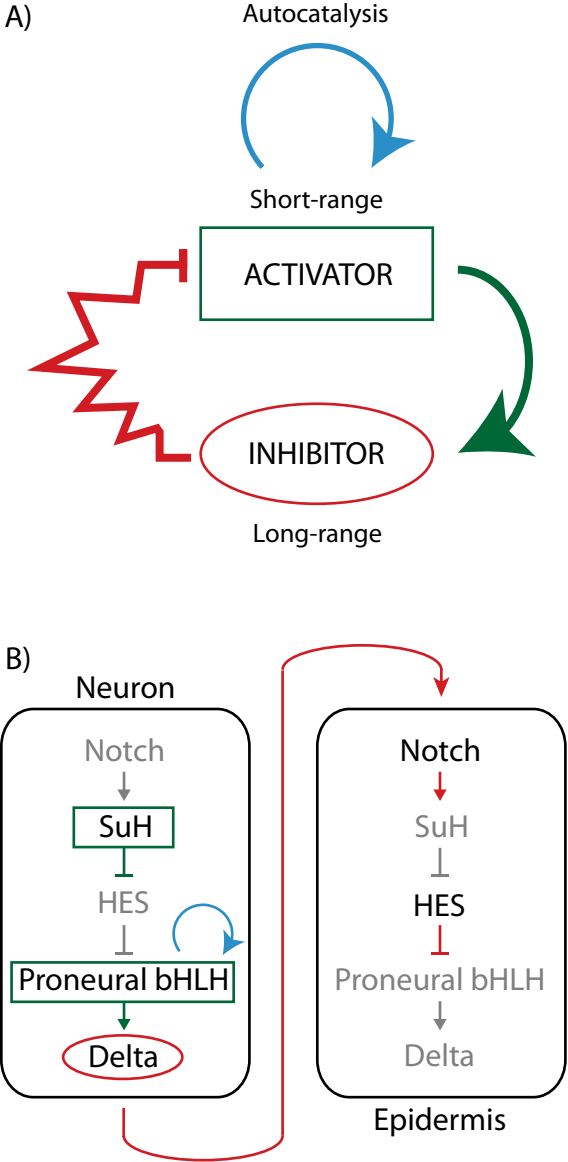 A)
Autocatalysis
Short-range
ACTIVATOR
INHIBITOR
Long-range
B)
Neuron
Notch
SuH
HES
Proneural bHLH
Delta
Notch
SuH
HES
Proneural bHLH
Delta
Epidermis